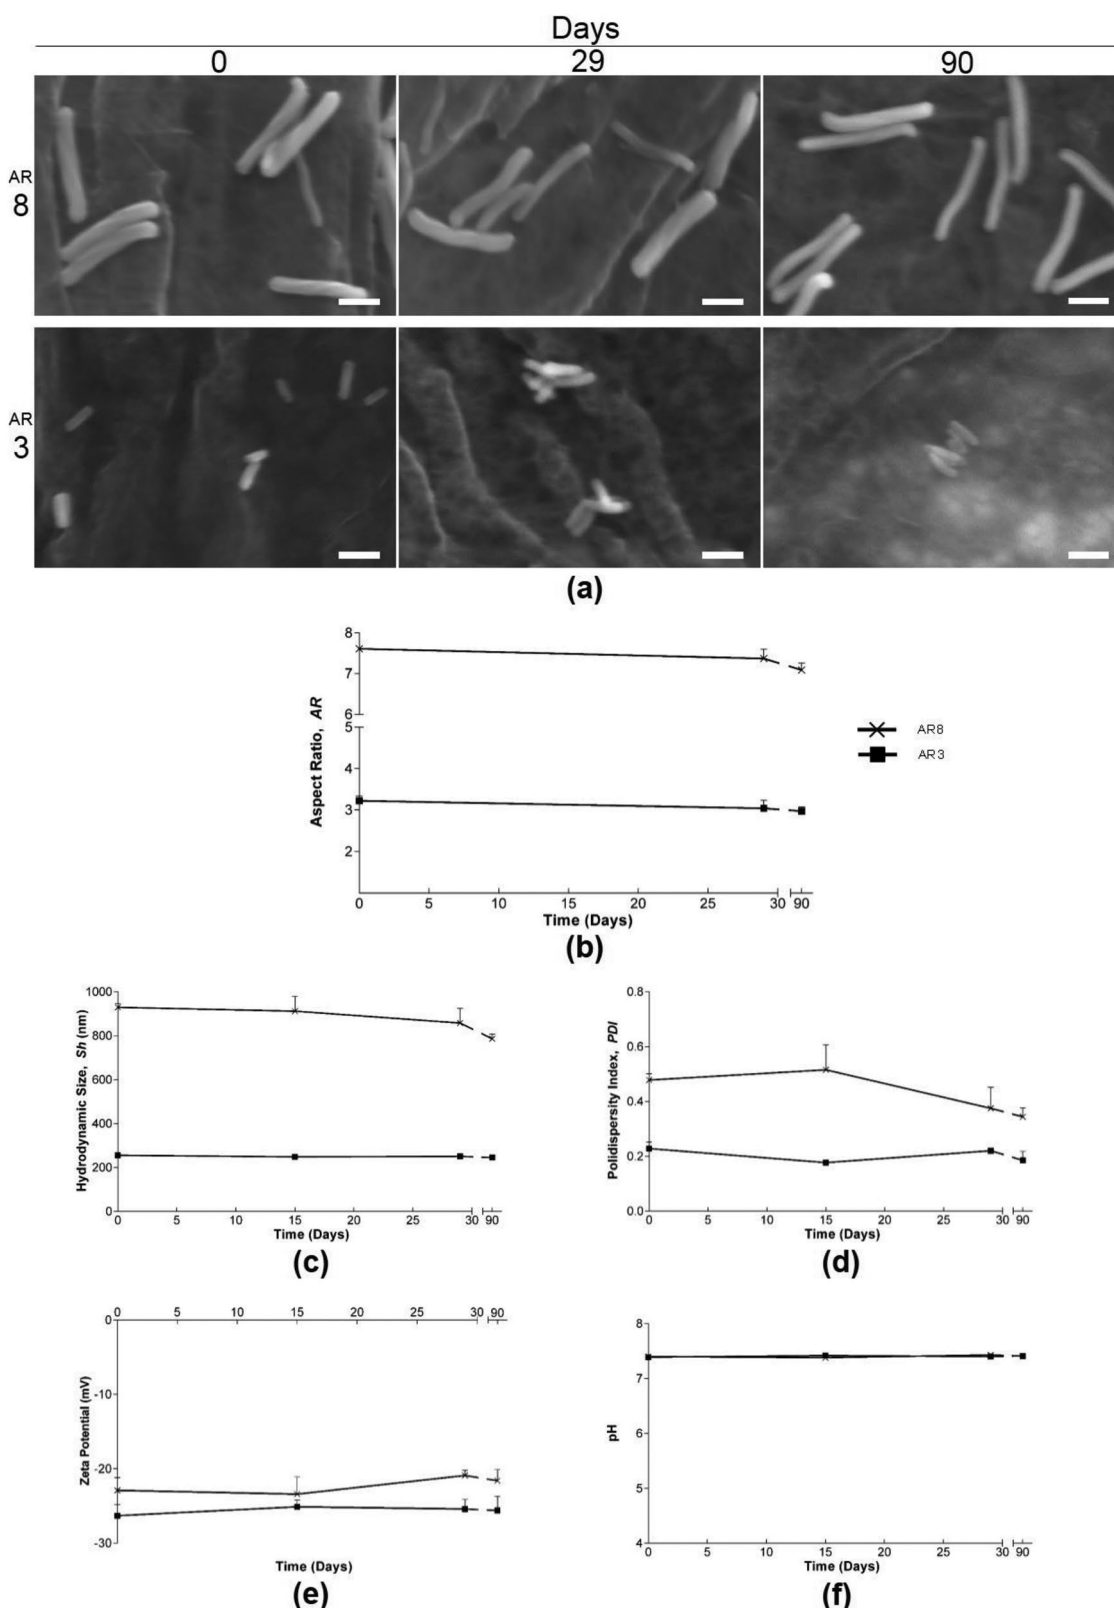 Days
0 29 90
AR
8
AR
3
(a)
8
7
6
5
4
3
2
Aspect Ratio, AR
0 5 10 15 20 25 30 90
Time (Days)
AR8
AR3
(b)
1000
800
600
400
200
0
Hydrodynamic Size, Sh (nm)
0 5 10 15 20 25 30 90
Time (Days)
(c)
0.8
0.6
0.4
0.2
0.0
Polidispersity Index, PDI
0 5 10 15 20 25 30 90
Time (Days)
(d)
0 5 10 15 20 25 30 90
0
-10
-20
-30
Zeta Potential (mV)
Time (Days)
(e)
8
7
6
5
4
pH
0 5 10 15 20 25 30 90
Time (Days)
(f)